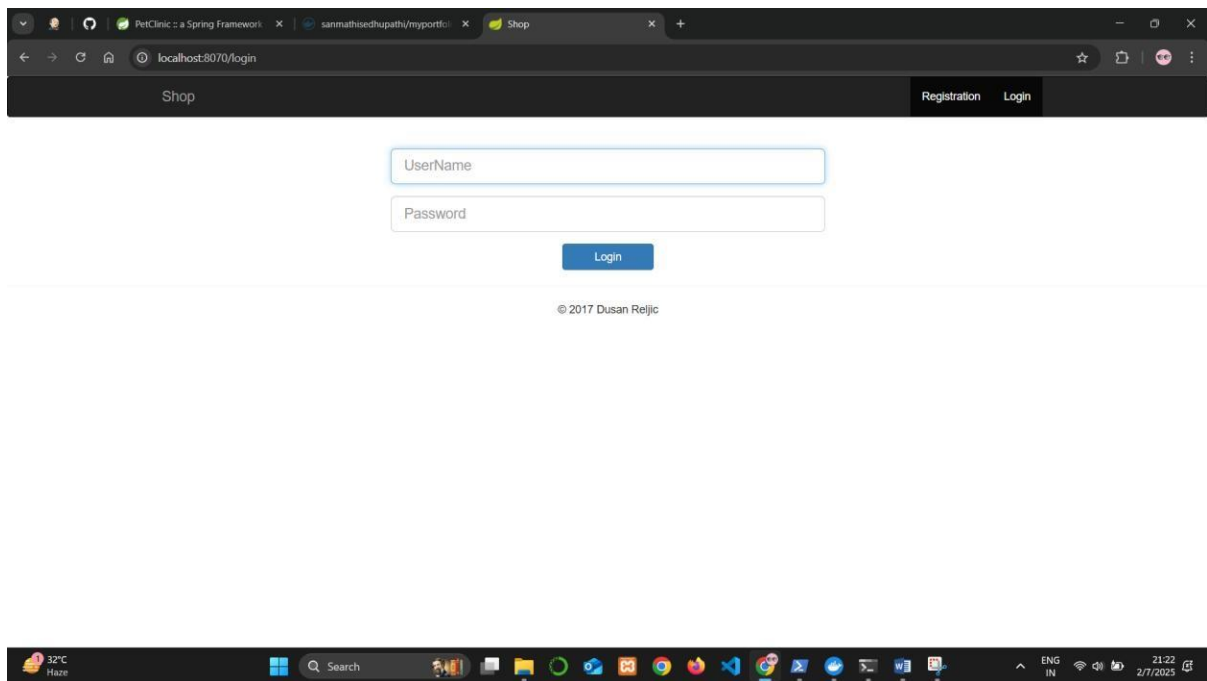 PetClinic :: a Spring Framework
sanmathisedhupathi/myportfol
Shop
localhost:8070/login
Shop
Registration
Login
UserName
Password
Login
© 2017 Dusan Reljic
1
32°C
Haze
Search
ENG
IN
21:22
2/7/2025